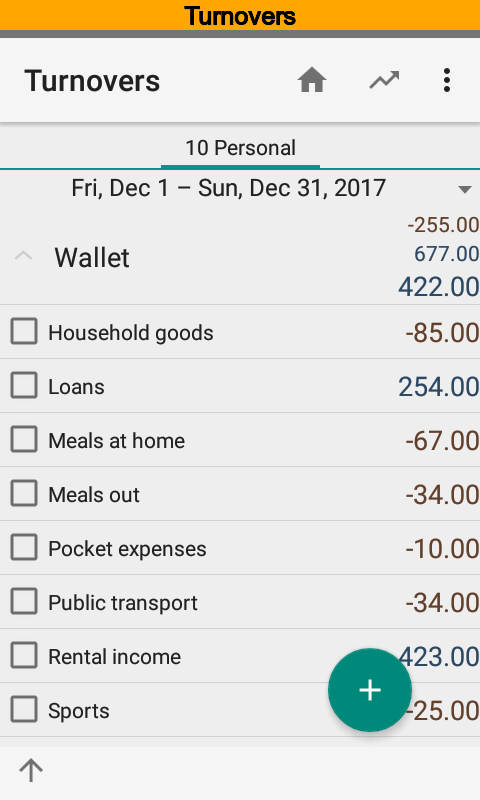 Turnovers
Turnovers
10 Personal
Fri, Dec 1 – Sun, Dec 31, 2017
-255.00
Wallet 677.00
422.00
Household goods -85.00
Loans 254.00
Meals at home -67.00
Meals out -34.00
Pocket expenses -10.00
Public transport -34.00
Rental income 423.00
Sports -25.00